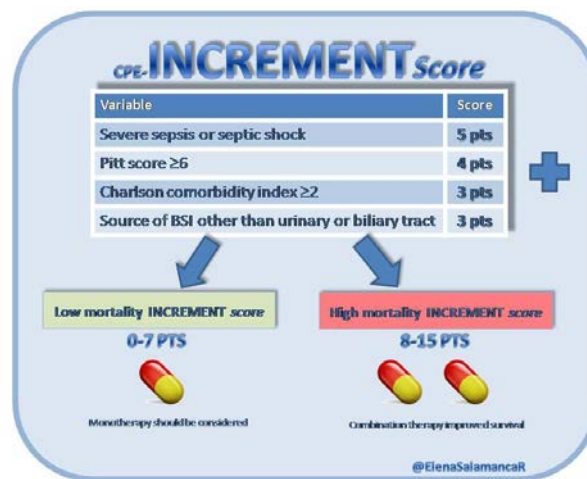 CPE-INCREMENT Score
Variable Score
Severe sepsis or septic shock 5 pts
Pitt score ≥6 4 pts
Charlson comorbidity index ≥2 3 pts
Source of BSI other than urinary or biliary tract 3 pts
Low mortality INCREMENT score
0-7 PTS
Monotherapy should be considered
High mortality INCREMENT score
8-15 PTS
Combination therapy improved survival
@ElenaSalamancaR